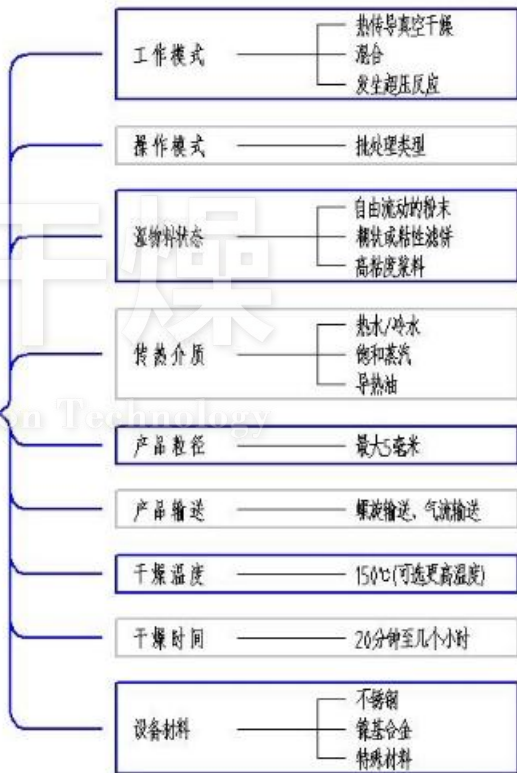 工作模式
热传导真空干燥
混合
发生超压反应
操作模式
批处理类型
湿物料状态
自由流动的粉末
糊状或粘性滤饼
高粘度浆料
传热介质
热水/冷水
饱和蒸汽
导热油
产品粒径
最大5毫米
产品输送
螺旋输送、气流输送
干燥温度
150℃(可选更高温度)
干燥时间
20分钟至几个小时
设备材料
不锈钢
镍基合金
特殊材料
干燥
on Technology